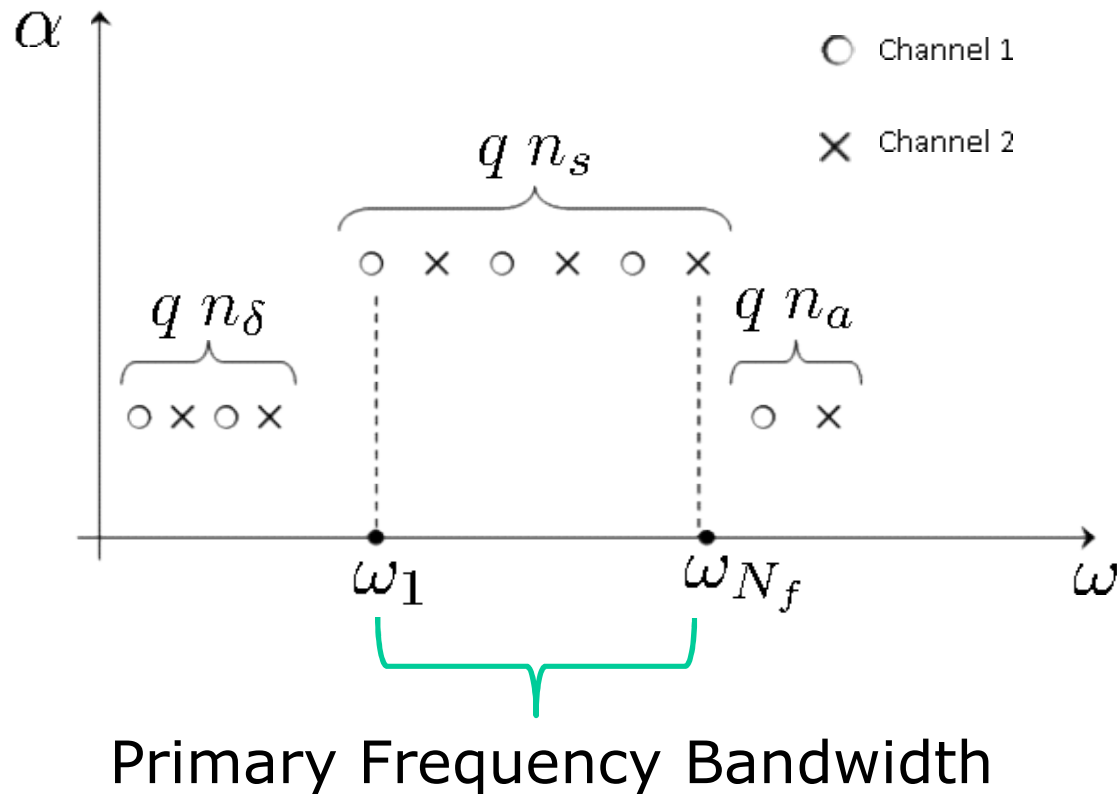 α
Channel 1
Channel 2
q n_s
q n_δ
q n_a
ω_1
ω_{N_f}
ω
Primary Frequency Bandwidth